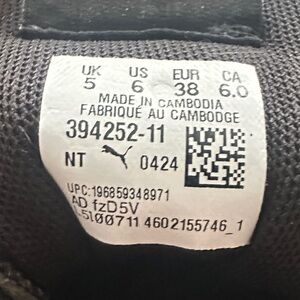 UK US EUR CA
5 6 38 6.0
MADE IN CAMBODIA
FABRIQUÉ AU CAMBODGE
394252-11
NT 0424
UPC:196859348971
AD fzD5V
5I00711 4602155746_1